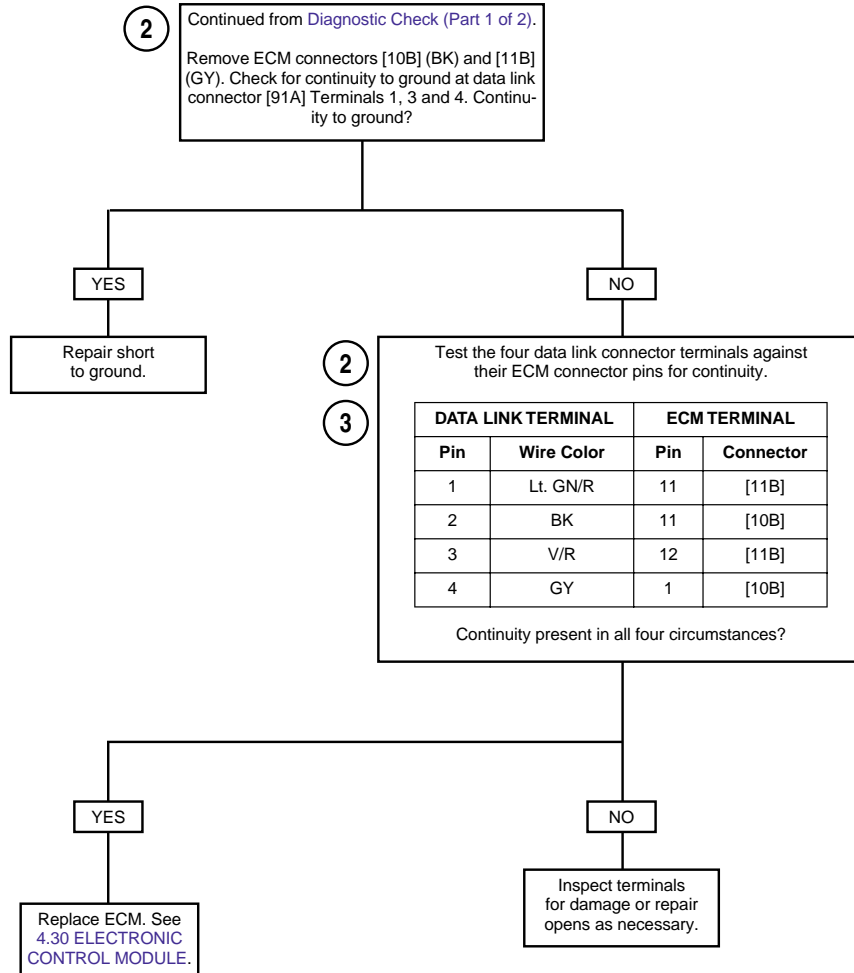 2
Continued from Diagnostic Check (Part 1 of 2).
Remove ECM connectors [10B] (BK) and [11B]
(GY). Check for continuity to ground at data link
connector [91A] Terminals 1, 3 and 4. Continu-
ity to ground?
YES
NO
Repair short
to ground.
2
3
Test the four data link connector terminals against
their ECM connector pins for continuity.
DATA LINK TERMINAL ECM TERMINAL
Pin Wire Color Pin Connector
1 Lt. GN/R 11 [11B]
2 BK 11 [10B]
3 V/R 12 [11B]
4 GY 1 [10B]
Continuity present in all four circumstances?
YES
NO
Replace ECM. See
4.30 ELECTRONIC
CONTROL MODULE.
Inspect terminals
for damage or repair
opens as necessary.